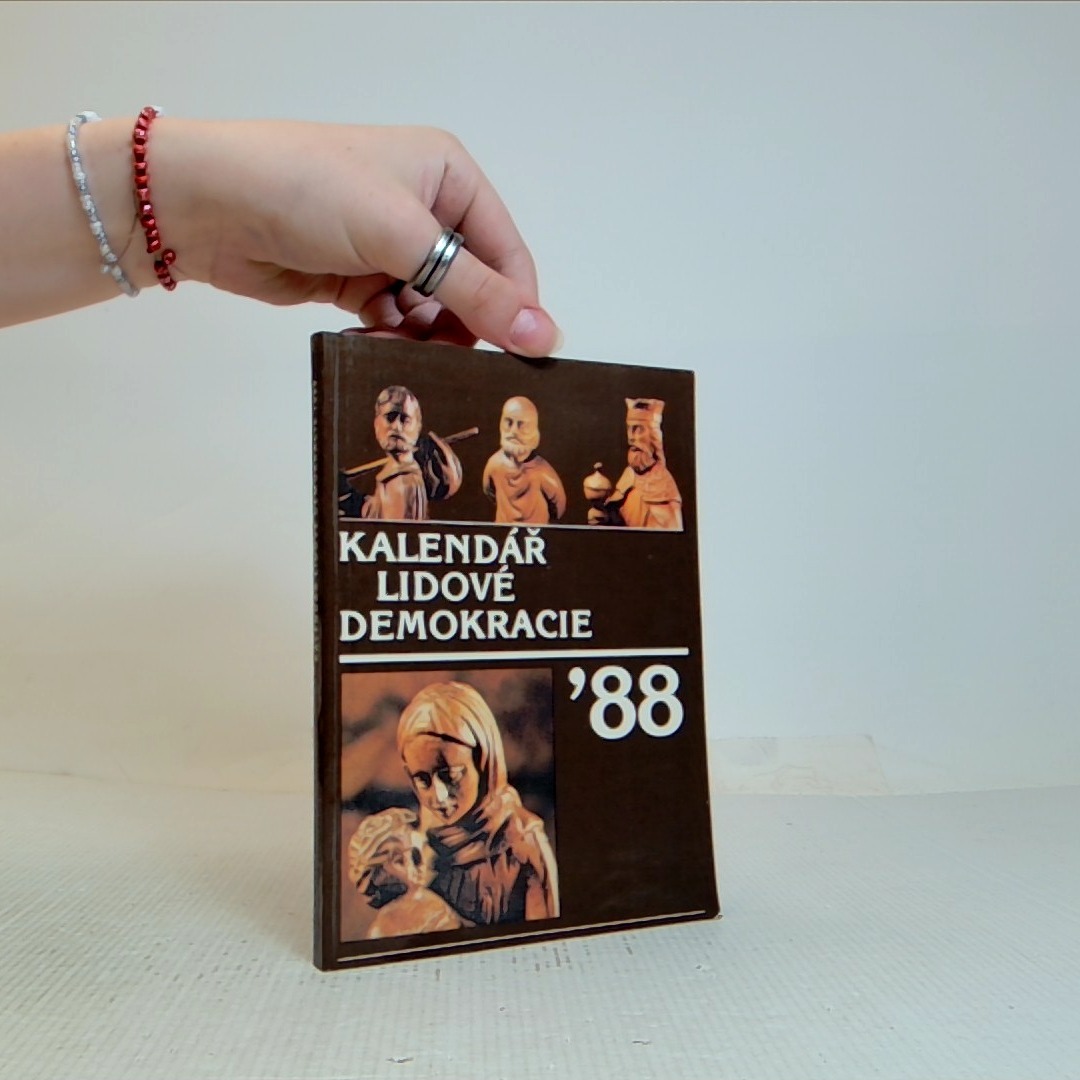 KALENDÁŘ
LIDOVÉ
DEMOKRACIE
'88